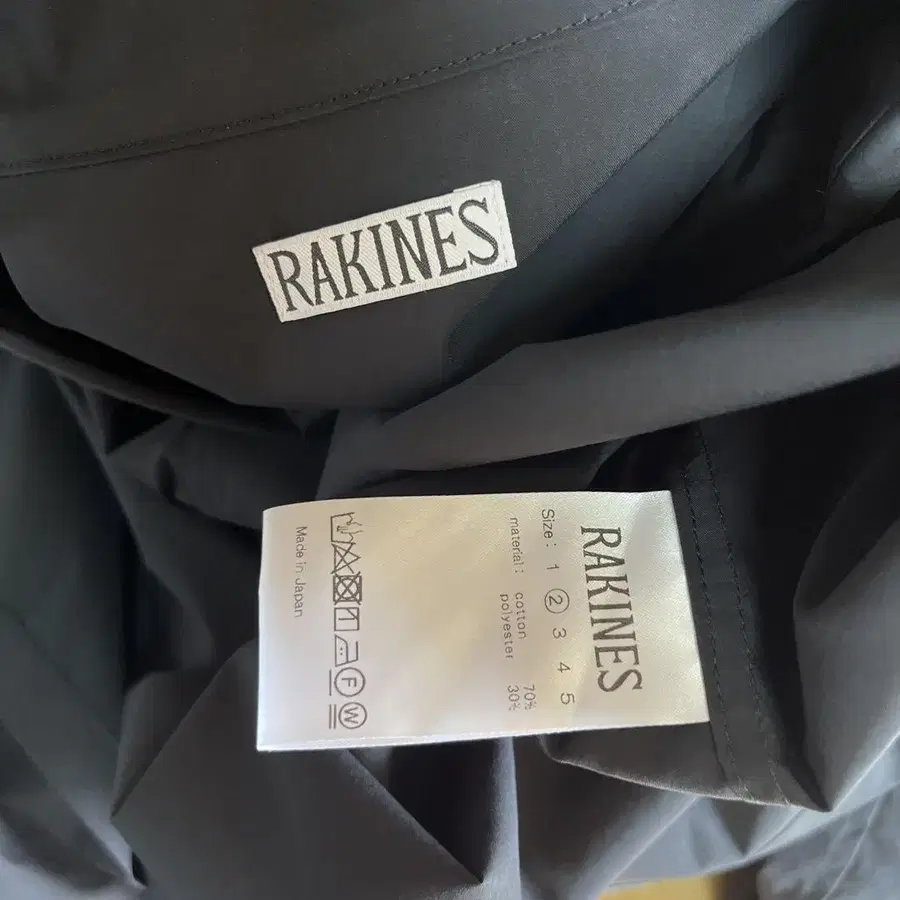 RAKINES
RAKINES
Size: 1 ② 3 4 5
material: cotton 70%
polyester 30%
F W
Made in Japan